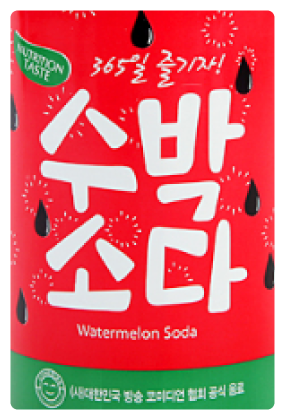 NUTRITION
TASTE
365일 즐기자!
수박
소다
Watermelon Soda
(사)대한민국 방송 코미디언 협회 공식 음료